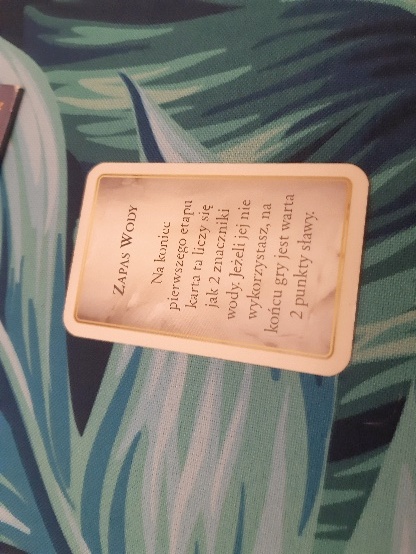 ZAPAS WODY
Na koniec
pierwszego etapu
karta ta liczy się
jak 2 znaczniki
wody. Jeżeli jej nie
wykorzystasz, na
końcu gry jest warta
2 punkty sławy.